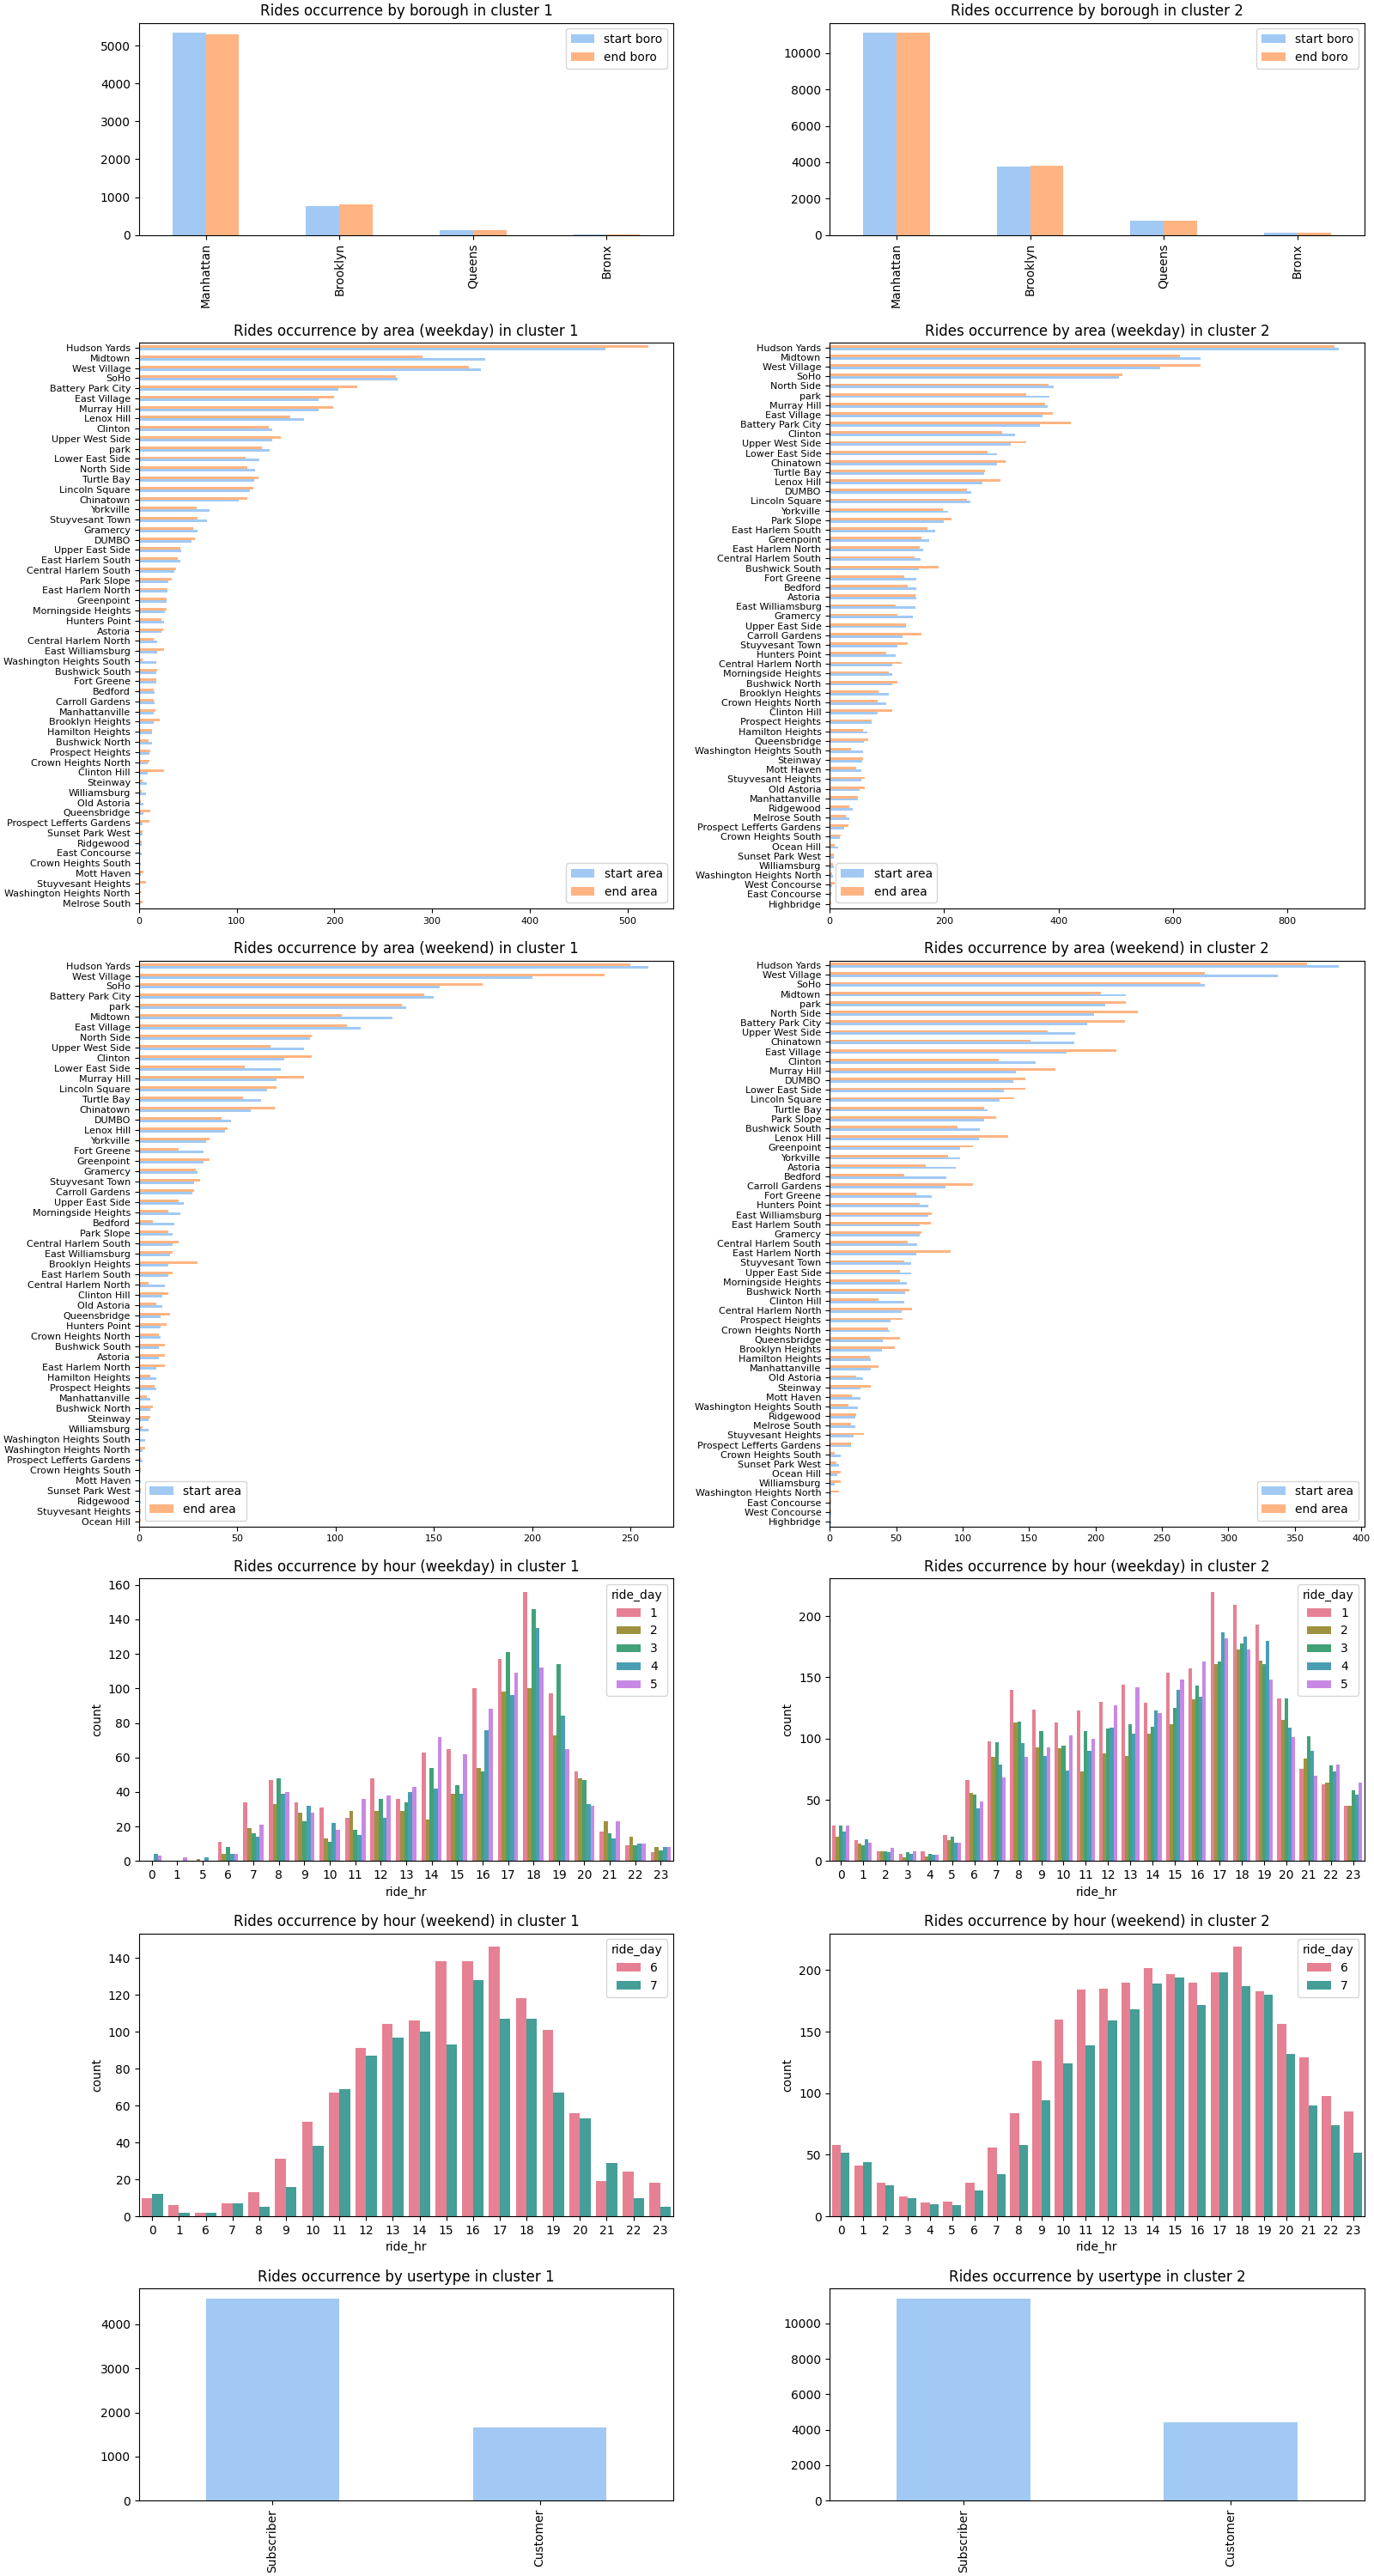 Rides occurrence by borough in cluster 1
5000
4000
3000
2000
1000
0
start boro
end boro
Manhattan
Brooklyn
Queens
Bronx
Rides occurrence by borough in cluster 2
10000
8000
6000
4000
2000
0
start boro
end boro
Manhattan
Brooklyn
Queens
Bronx
Rides occurrence by area (weekday) in cluster 1
Hudson Yards
Midtown
West Village
SoHo
Battery Park City
East Village
Murray Hill
Lenox Hill
Clinton
Upper West Side
park
Lower East Side
North Side
Turtle Bay
Lincoln Square
Chinatown
Yorkville
Stuyvesant Town
Gramercy
DUMBO
Upper East Side
East Harlem South
Central Harlem South
Park Slope
East Harlem North
Greenpoint
Morningside Heights
Hunters Point
Astoria
Central Harlem North
East Williamsburg
Washington Heights South
Bushwick South
Fort Greene
Bedford
Carroll Gardens
Manhattanville
Brooklyn Heights
Hamilton Heights
Bushwick North
Prospect Heights
Crown Heights North
Clinton Hill
Steinway
Williamsburg
Old Astoria
Queensbridge
Prospect Lefferts Gardens
Sunset Park West
Ridgewood
East Concourse
Crown Heights South
Mott Haven
Stuyvesant Heights
Washington Heights North
Melrose South
start area
end area
0 100 200 300 400 500
Rides occurrence by area (weekday) in cluster 2
Hudson Yards
Midtown
West Village
SoHo
North Side
park
Murray Hill
East Village
Battery Park City
Clinton
Upper West Side
Lower East Side
Chinatown
Turtle Bay
Lenox Hill
DUMBO
Lincoln Square
Yorkville
Park Slope
East Harlem South
Greenpoint
East Harlem North
Central Harlem South
Bushwick South
Fort Greene
Bedford
Astoria
East Williamsburg
Gramercy
Upper East Side
Carroll Gardens
Stuyvesant Town
Hunters Point
Central Harlem North
Morningside Heights
Bushwick North
Brooklyn Heights
Crown Heights North
Clinton Hill
Prospect Heights
Hamilton Heights
Queensbridge
Washington Heights South
Steinway
Mott Haven
Stuyvesant Heights
Old Astoria
Manhattanville
Ridgewood
Melrose South
Prospect Lefferts Gardens
Crown Heights South
Ocean Hill
Sunset Park West
Williamsburg
Washington Heights North
West Concourse
East Concourse
Highbridge
start area
end area
0 200 400 600 800
Rides occurrence by area (weekend) in cluster 1
Hudson Yards
West Village
SoHo
Battery Park City
park
Midtown
East Village
North Side
Upper West Side
Clinton
Lower East Side
Murray Hill
Lincoln Square
Turtle Bay
Chinatown
DUMBO
Lenox Hill
Yorkville
Fort Greene
Greenpoint
Gramercy
Stuyvesant Town
Carroll Gardens
Upper East Side
Morningside Heights
Bedford
Park Slope
Central Harlem South
East Williamsburg
Brooklyn Heights
East Harlem South
Central Harlem North
Clinton Hill
Old Astoria
Queensbridge
Hunters Point
Crown Heights North
Bushwick South
Astoria
East Harlem North
Hamilton Heights
Prospect Heights
Manhattanville
Bushwick North
Steinway
Williamsburg
Washington Heights South
Washington Heights North
Prospect Lefferts Gardens
Crown Heights South
Mott Haven
Sunset Park West
Ridgewood
Stuyvesant Heights
Ocean Hill
start area
end area
0 50 100 150 200 250
Rides occurrence by area (weekend) in cluster 2
Hudson Yards
West Village
SoHo
Midtown
park
North Side
Battery Park City
Upper West Side
Chinatown
East Village
Clinton
Murray Hill
DUMBO
Lower East Side
Lincoln Square
Turtle Bay
Park Slope
Bushwick South
Lenox Hill
Greenpoint
Yorkville
Astoria
Bedford
Carroll Gardens
Fort Greene
Hunters Point
East Williamsburg
East Harlem South
Gramercy
Central Harlem South
East Harlem North
Stuyvesant Town
Upper East Side
Morningside Heights
Bushwick North
Clinton Hill
Central Harlem North
Prospect Heights
Crown Heights North
Queensbridge
Brooklyn Heights
Hamilton Heights
Manhattanville
Old Astoria
Steinway
Mott Haven
Washington Heights South
Ridgewood
Melrose South
Stuyvesant Heights
Prospect Lefferts Gardens
Crown Heights South
Sunset Park West
Ocean Hill
Williamsburg
Washington Heights North
East Concourse
West Concourse
Highbridge
start area
end area
0 50 100 150 200 250 300 350 400
Rides occurrence by hour (weekday) in cluster 1
160
140
120
100
80
60
40
20
0
count
ride_day
1
2
3
4
5
0 1 5 6 7 8 9 10 11 12 13 14 15 16 17 18 19 20 21 22 23
ride_hr
Rides occurrence by hour (weekday) in cluster 2
200
150
100
50
0
count
ride_day
1
2
3
4
5
0 1 2 3 4 5 6 7 8 9 10 11 12 13 14 15 16 17 18 19 20 21 22 23
ride_hr
Rides occurrence by hour (weekend) in cluster 1
140
120
100
80
60
40
20
0
count
ride_day
6
7
0 1 6 7 8 9 10 11 12 13 14 15 16 17 18 19 20 21 22 23
ride_hr
Rides occurrence by hour (weekend) in cluster 2
200
150
100
50
0
count
ride_day
6
7
0 1 2 3 4 5 6 7 8 9 10 11 12 13 14 15 16 17 18 19 20 21 22 23
ride_hr
Rides occurrence by usertype in cluster 1
4000
3000
2000
1000
0
Subscriber
Customer
Rides occurrence by usertype in cluster 2
10000
8000
6000
4000
2000
0
Subscriber
Customer